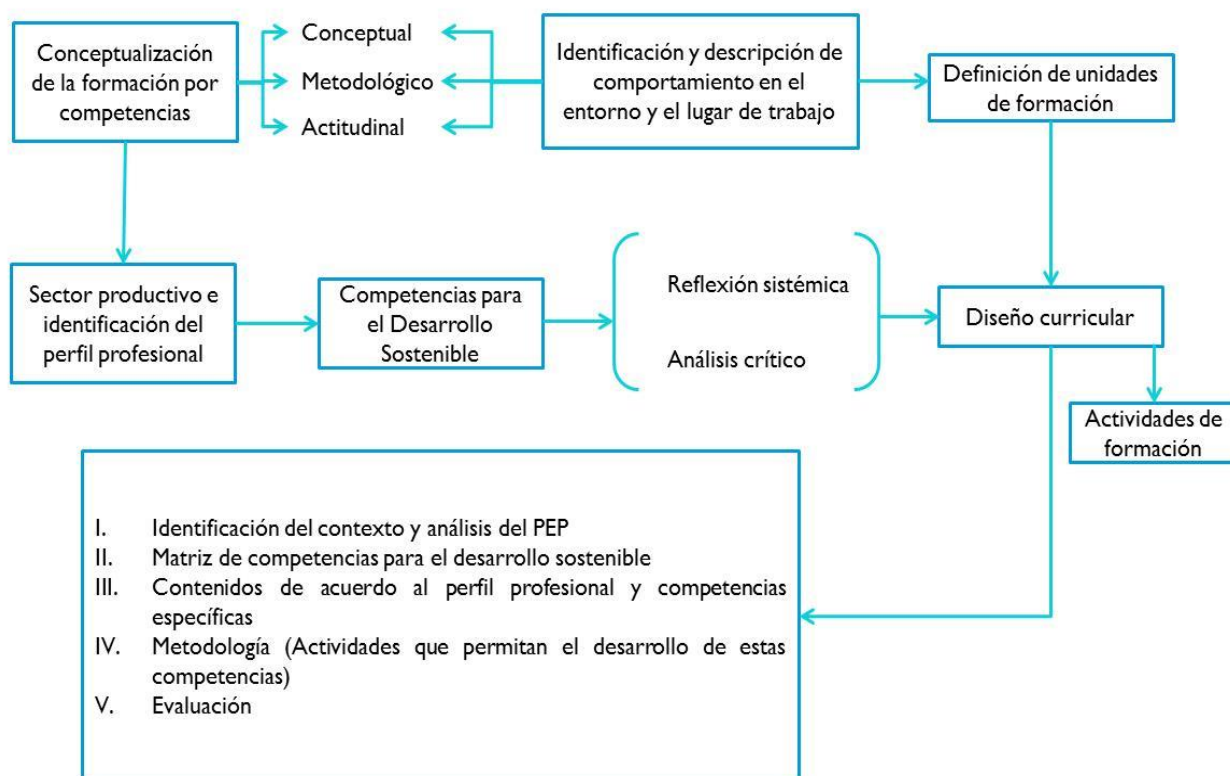 Conceptualización
de la formación por
competencias
Conceptual
Metodológico
Actitudinal
Identificación y descripción de
comportamiento en el
entorno y el lugar de trabajo
Definición de unidades
de formación
Sector productivo e
identificación del
perfil profesional
Competencias para
el Desarrollo
Sostenible
Reflexión sistémica
Análisis crítico
Diseño curricular
Actividades de
formación
I. Identificación del contexto y análisis del PEP
II. Matriz de competencias para el desarrollo sostenible
III. Contenidos de acuerdo al perfil profesional y competencias
específicas
IV. Metodología (Actividades que permitan el desarrollo de estas
competencias)
V. Evaluación